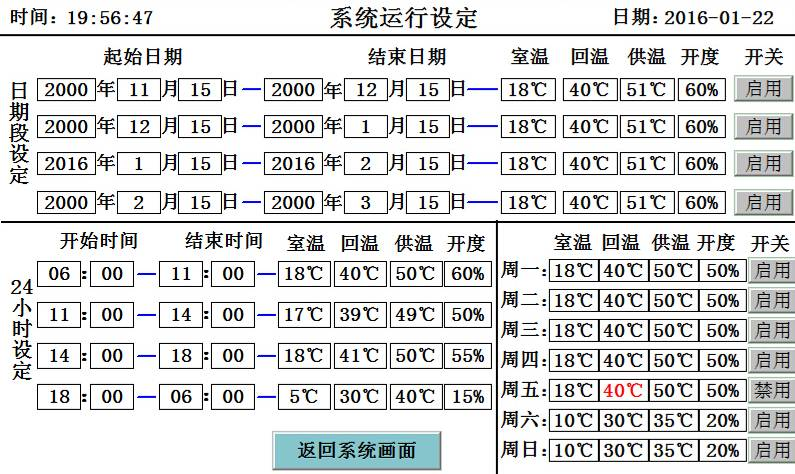 时间：19:56:47 系统运行设定 日期：2016-01-22
起始日期 结束日期 室温 回温 供温 开度 开关
日期段设定
2000 年 11 月 15 日 — 2000 年 12 月 15 日 — 18℃ 40℃ 51℃ 60% 启用
2000 年 12 月 15 日 — 2000 年 1 月 15 日 — 18℃ 40℃ 51℃ 60% 启用
2016 年 1 月 15 日 — 2016 年 2 月 15 日 — 18℃ 40℃ 51℃ 60% 启用
2000 年 2 月 15 日 — 2000 年 3 月 15 日 — 18℃ 40℃ 51℃ 60% 启用
开始时间 结束时间 室温 回温 供温 开度
24小时设定
06 : 00 — 11 : 00 — 18℃ 40℃ 50℃ 60%
11 : 00 — 14 : 00 — 17℃ 39℃ 49℃ 50%
14 : 00 — 18 : 00 — 18℃ 41℃ 50℃ 55%
18 : 00 — 06 : 00 — 5℃ 30℃ 40℃ 15%
返回系统画面
室温 回温 供温 开度 开关
周一: 18℃ 40℃ 50℃ 50% 启用
周二: 18℃ 40℃ 50℃ 50% 启用
周三: 18℃ 40℃ 50℃ 50% 启用
周四: 18℃ 40℃ 50℃ 50% 启用
周五: 18℃ 40℃ 50℃ 50% 禁用
周六: 10℃ 30℃ 35℃ 20% 启用
周日: 10℃ 30℃ 35℃ 20% 启用